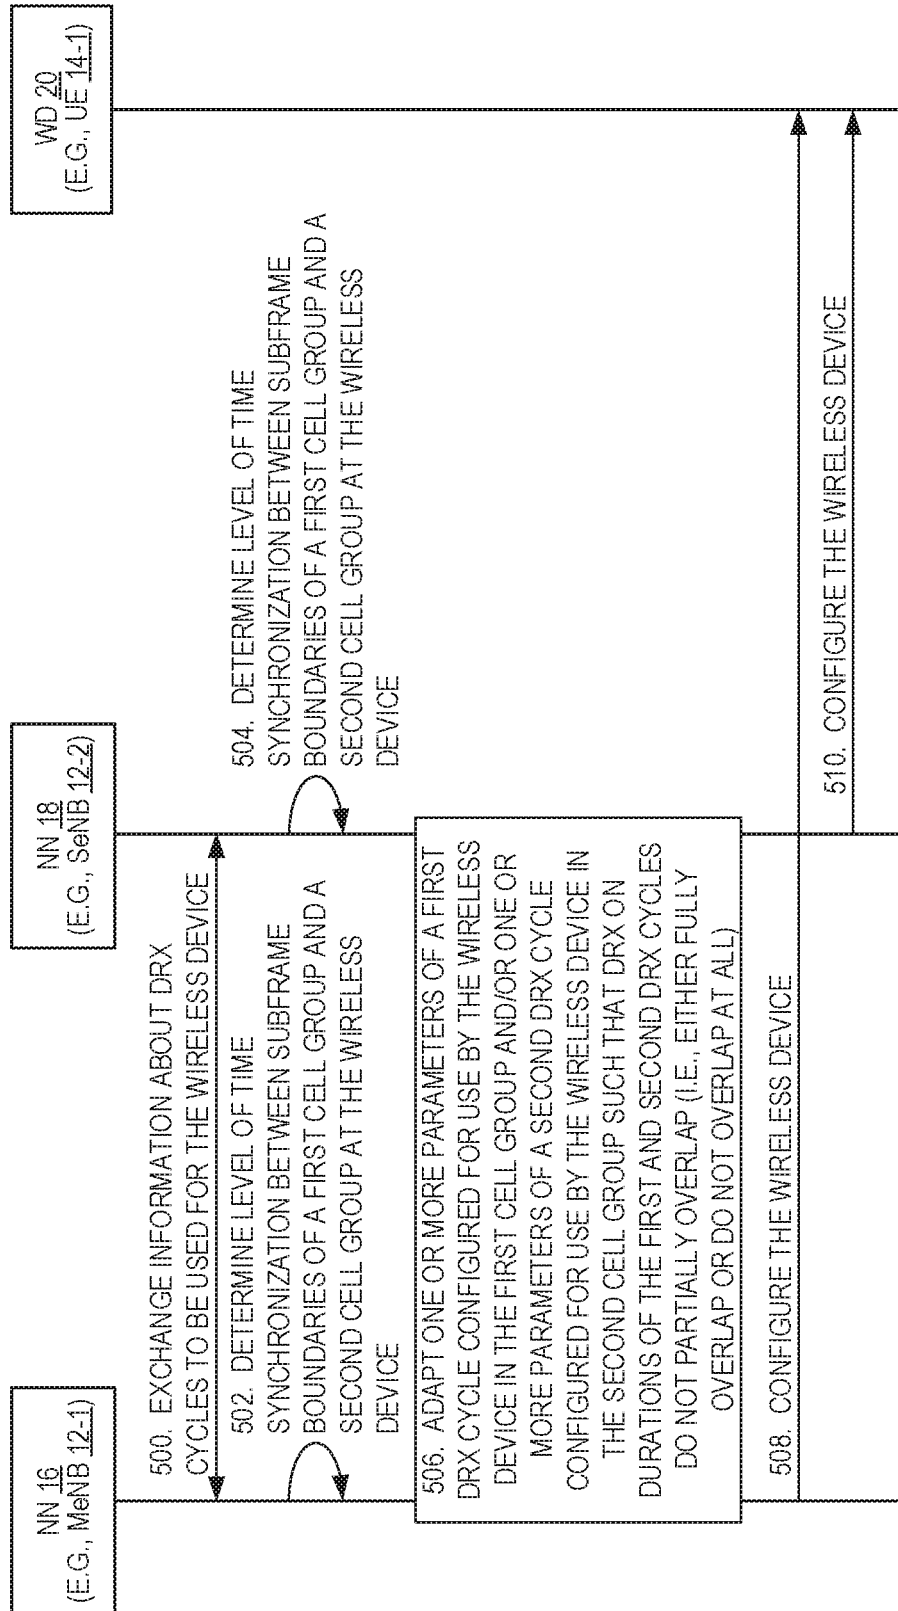 NN 16
(E.G., MeNB 12-1)
NN 18
(E.G., SeNB 12-2)
WD 20
(E.G., UE 14-1)
500. EXCHANGE INFORMATION ABOUT DRX
CYCLES TO BE USED FOR THE WIRELESS DEVICE
502. DETERMINE LEVEL OF TIME
SYNCHRONIZATION BETWEEN SUBFRAME
BOUNDARIES OF A FIRST CELL GROUP AND A
SECOND CELL GROUP AT THE WIRELESS
DEVICE
504. DETERMINE LEVEL OF TIME
SYNCHRONIZATION BETWEEN SUBFRAME
BOUNDARIES OF A FIRST CELL GROUP AND A
SECOND CELL GROUP AT THE WIRELESS
DEVICE
506. ADAPT ONE OR MORE PARAMETERS OF A FIRST
DRX CYCLE CONFIGURED FOR USE BY THE WIRELESS
DEVICE IN THE FIRST CELL GROUP AND/OR ONE OR
MORE PARAMETERS OF A SECOND DRX CYCLE
CONFIGURED FOR USE BY THE WIRELESS DEVICE IN
THE SECOND CELL GROUP SUCH THAT DRX ON
DURATIONS OF THE FIRST AND SECOND DRX CYCLES
DO NOT PARTIALLY OVERLAP (I.E., EITHER FULLY
OVERLAP OR DO NOT OVERLAP AT ALL)
508. CONFIGURE THE WIRELESS DEVICE
510. CONFIGURE THE WIRELESS DEVICE